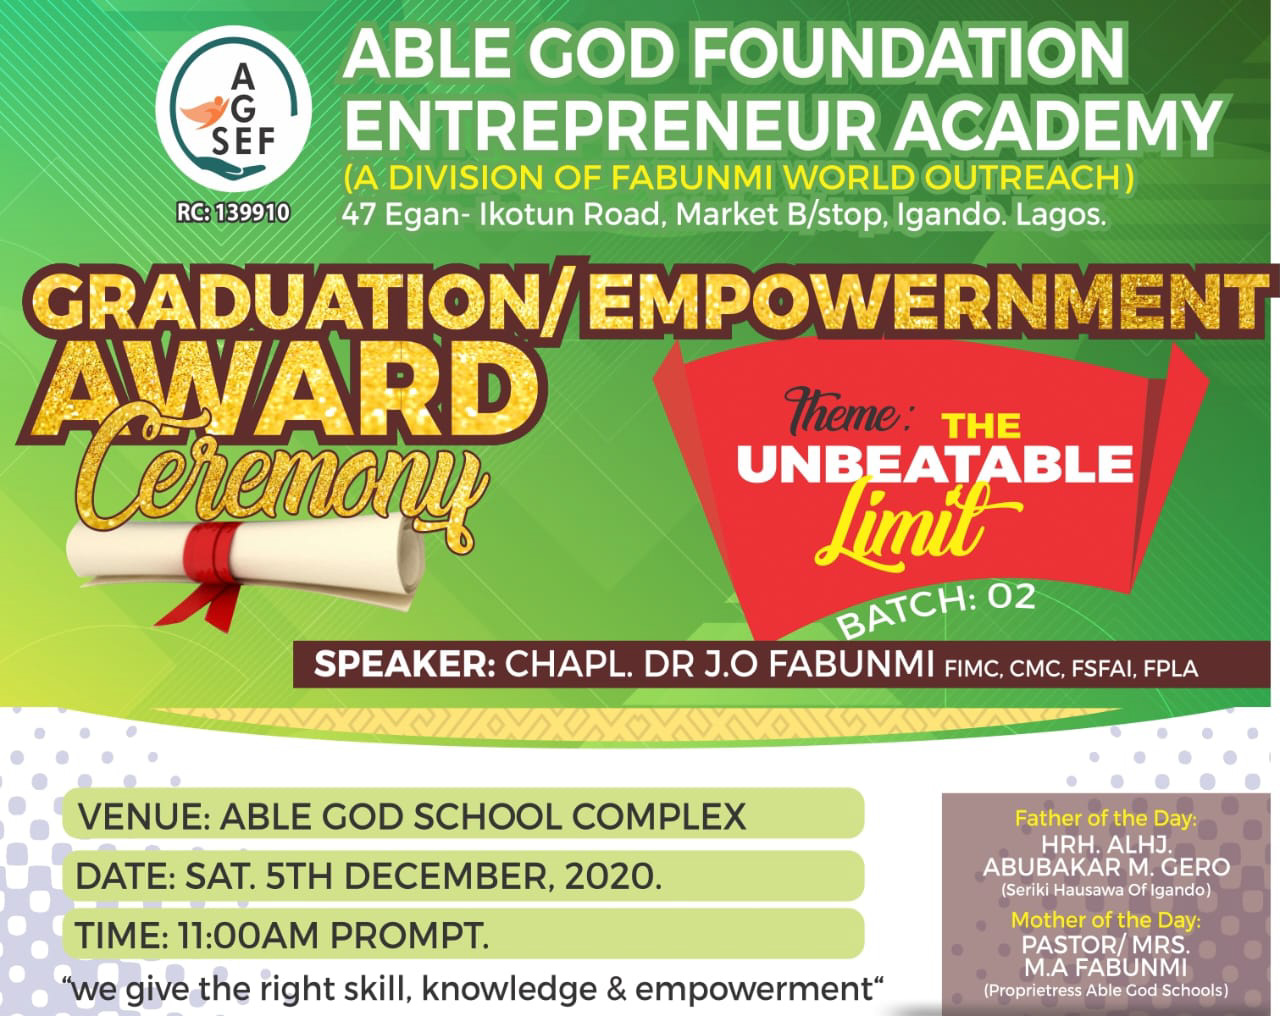 A
G
SEF
RC: 139910
ABLE GOD FOUNDATION
ENTREPRENEUR ACADEMY
(A DIVISION OF FABUNMI WORLD OUTREACH)
47 Egan- Ikotun Road, Market B/stop, Igando. Lagos.
GRADUATION/EMPOWERNMENT
AWARD
Ceremony
Theme: THE
UNBEATABLE
Limit
BATCH: 02
SPEAKER: CHAPL. DR J.O FABUNMI FIMC, CMC, FSFAI, FPLA
VENUE: ABLE GOD SCHOOL COMPLEX
DATE: SAT. 5TH DECEMBER, 2020.
TIME: 11:00AM PROMPT.
“we give the right skill, knowledge & empowerment“
Father of the Day:
HRH. ALHJ.
ABUBAKAR M. GERO
(Seriki Hausawa Of Igando)
Mother of the Day:
PASTOR/ MRS.
M.A FABUNMI
(Proprietress Able God Schools)